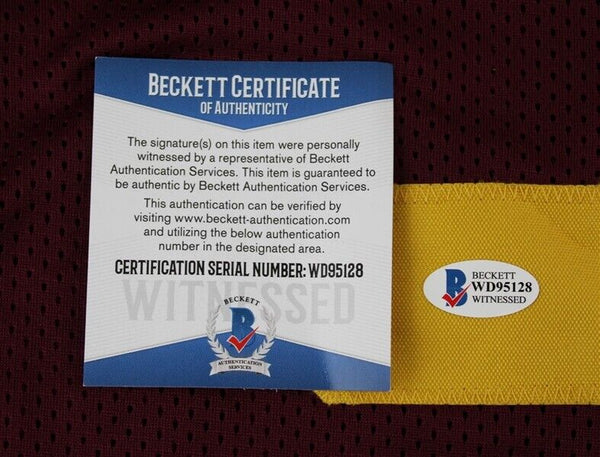 BECKETT CERTIFICATE
OF AUTHENTICITY
The signature(s) on this item were personally
witnessed by a representative of Beckett
Authentication Services. This item is guaranteed to
be authentic by Beckett Authentication Services.
This authentication can be verified by
visiting www.beckett-authentication.com
and utilizing the below authentication
number in the designated area.
CERTIFICATION SERIAL NUMBER: WD95128
WITNESSED
BECKETT
B
AUTHENTICATION
SERVICES
B
BECKETT
WD95128
WITNESSED